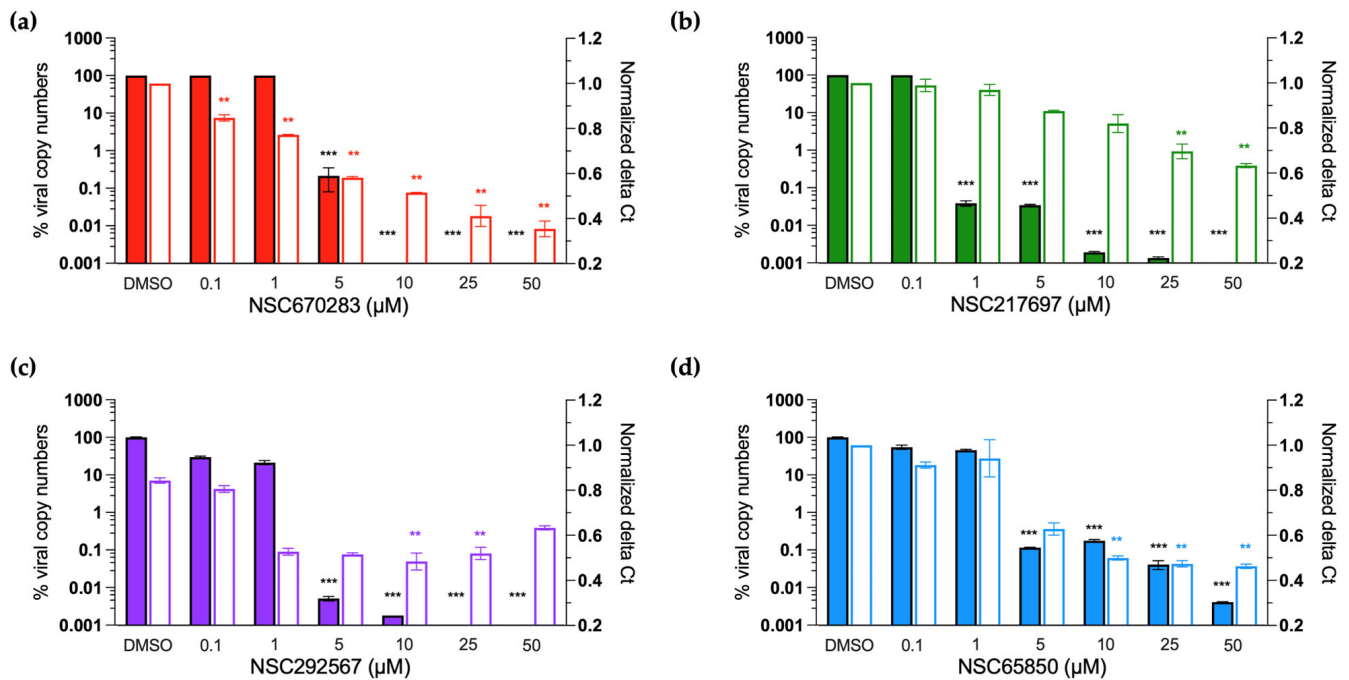 (a)
% viral copy numbers
1000
100
10
1
0.1
0.01
0.001
** ** *** ** *** ** *** ** *** **
1.2
1.0
0.8
0.6
0.4
0.2
Normalized delta Ct
DMSO 0.1 1 5 10 25 50
NSC670283 (µM)
(b)
% viral copy numbers
1000
100
10
1
0.1
0.01
0.001
*** *** *** *** ** *** **
1.2
1.0
0.8
0.6
0.4
0.2
Normalized delta Ct
DMSO 0.1 1 5 10 25 50
NSC217697 (µM)
(c)
% viral copy numbers
1000
100
10
1
0.1
0.01
0.001
*** *** ** *** ** ***
1.2
1.0
0.8
0.6
0.4
0.2
Normalized delta Ct
DMSO 0.1 1 5 10 25 50
NSC292567 (µM)
(d)
% viral copy numbers
1000
100
10
1
0.1
0.01
0.001
*** *** ** *** ** *** **
1.2
1.0
0.8
0.6
0.4
0.2
Normalized delta Ct
DMSO 0.1 1 5 10 25 50
NSC65850 (µM)